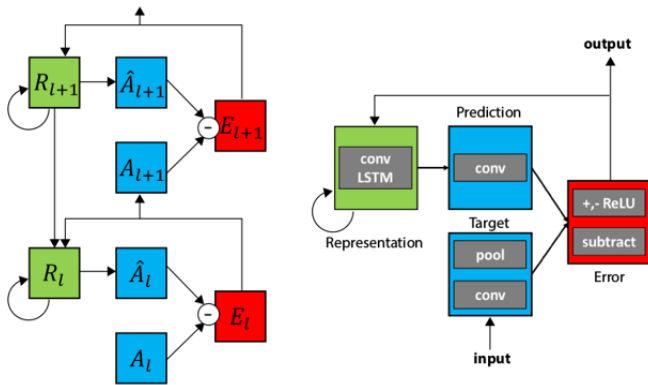 R_{l+1}
Â_{l+1}
E_{l+1}
-
A_{l+1}
R_l
Â_l
-
E_l
A_l
output
Prediction
conv
LSTM
conv
+,- ReLU
Target
Representation
pool
subtract
conv
Error
input